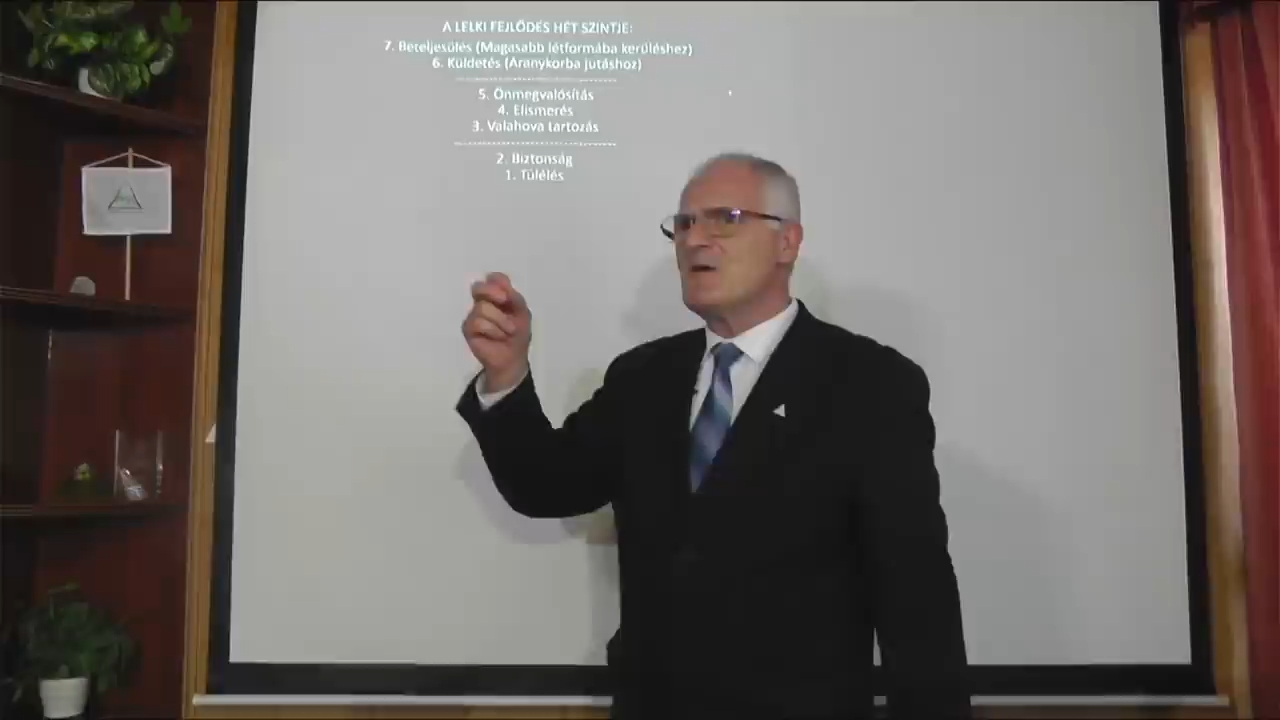 A LELKI FEJLŐDÉS HÉT SZINTJE:
7. Beteljesülés (Magasabb létformába kerüléshez)
6. Küldetés (Aranykorba jutáshoz)
5. Önmegvalósítás
4. Elismerés
3. Valahova tartozás
2. Biztonság
1. Túlélés